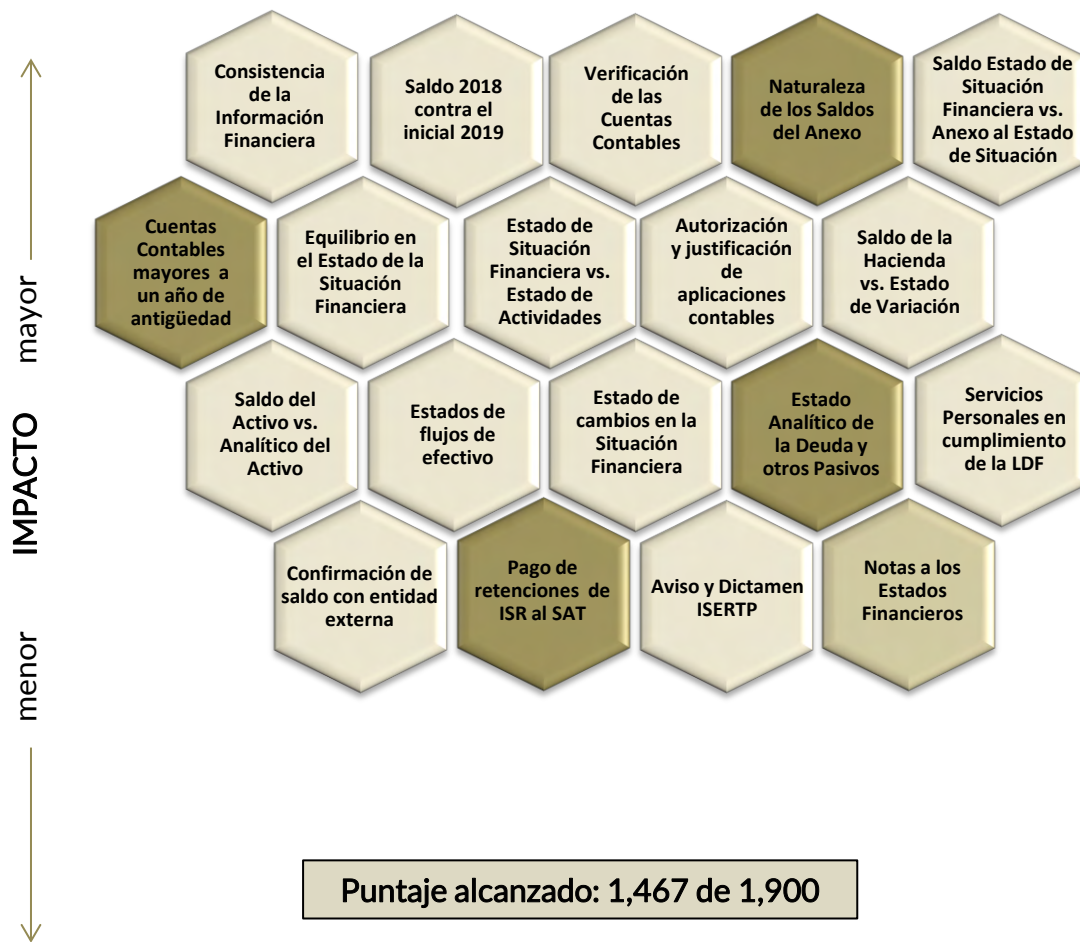 Consistencia
de la
Información
Financiera
Saldo 2018
contra el
inicial 2019
Verificación
de las
Cuentas
Contables
Naturaleza
de los Saldos
del Anexo
Saldo Estado de
Situación
Financiera vs.
Anexo al Estado
de Situación
Cuentas
Contables
mayores a
un año de
antigüedad
Equilibrio en
el Estado de la
Situación
Financiera
Estado de
Situación
Financiera vs.
Estado de
Actividades
Autorización
y justificación
de
aplicaciones
contables
Saldo de la
Hacienda
vs. Estado
de Variación
Saldo del
Activo vs.
Analítico del
Activo
Estados de
flujos de
efectivo
Estado de
cambios en la
Situación
Financiera
Estado
Analítico de
la Deuda y
otros Pasivos
Servicios
Personales en
cumplimiento
de la LDF
Confirmación de
saldo con entidad
externa
Pago de
retenciones de
ISR al SAT
Aviso y Dictamen
ISERTP
Notas a los
Estados
Financieros
menor IMPACTO mayor
Puntaje alcanzado: 1,467 de 1,900